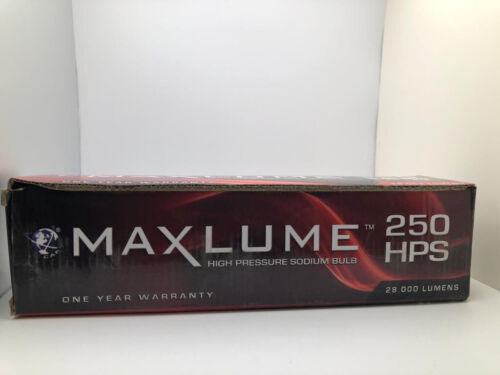 MAXLUME™
250
HPS
HIGH PRESSURE SODIUM BULB
ONE YEAR WARRANTY
28,000 LUMENS